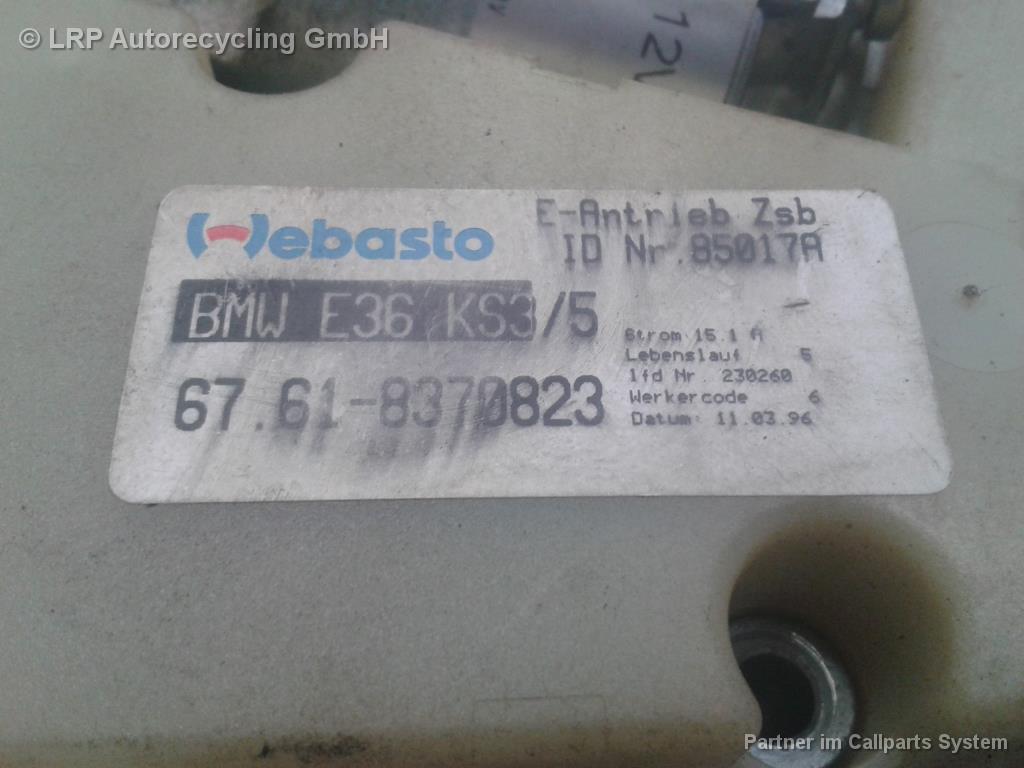 © LRP Autorecycling GmbH
12V
Webasto
E-Antrieb Zsb
ID Nr.85017A
BMW E36 KS3/5
67.61-8370823
Strom 15.1 A
Lebenslauf 5
lfd Nr. 230260
Werkercode 6
Datum: 11.03.96
Partner im Callparts System